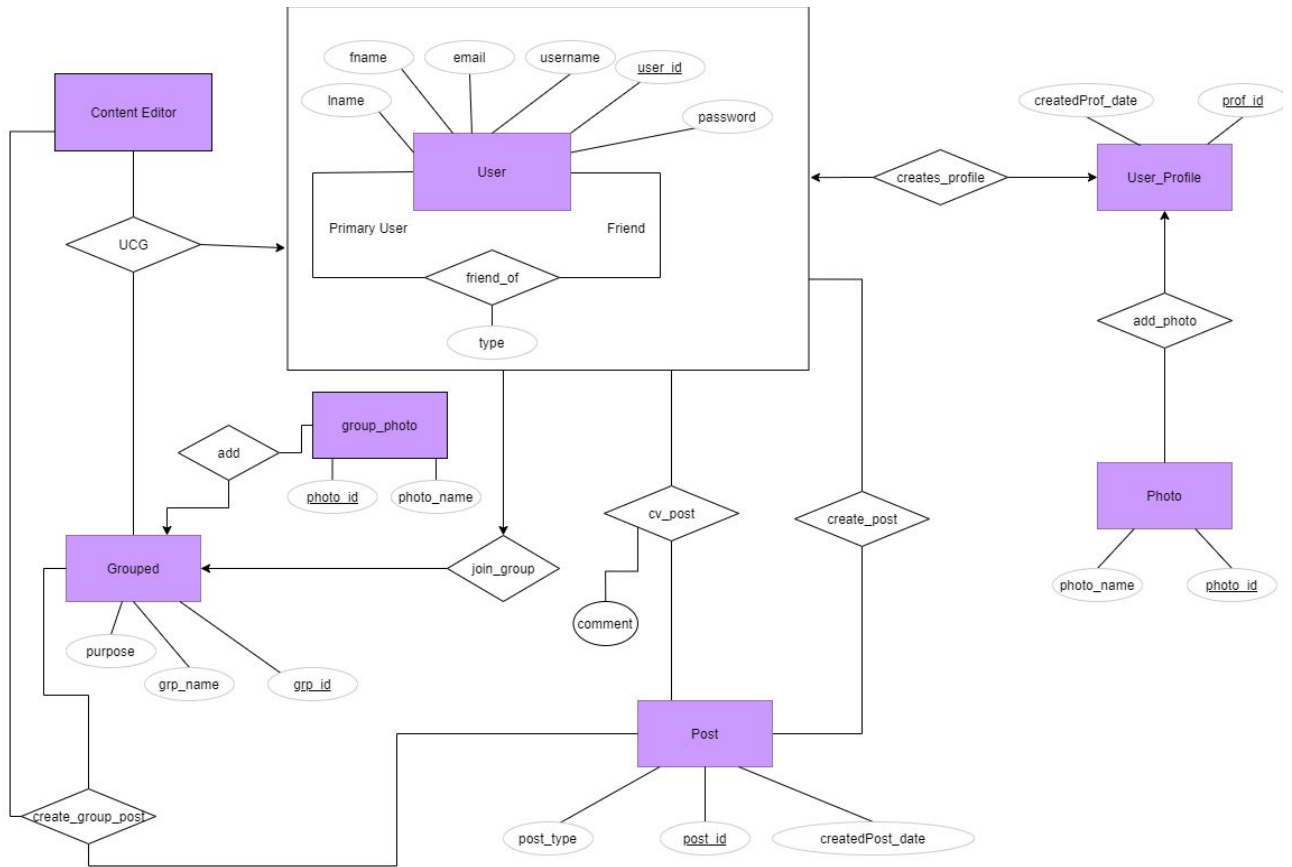 fname
email
username
user_id
lname
password
Content Editor
User
createdProf_date
prof_id
User_Profile
creates_profile
Primary User
Friend
UCG
friend_of
type
add_photo
group_photo
add
photo_id
photo_name
Photo
cv_post
create_post
Grouped
join_group
photo_name
photo_id
comment
purpose
grp_name
grp_id
Post
create_group_post
post_type
post_id
createdPost_date